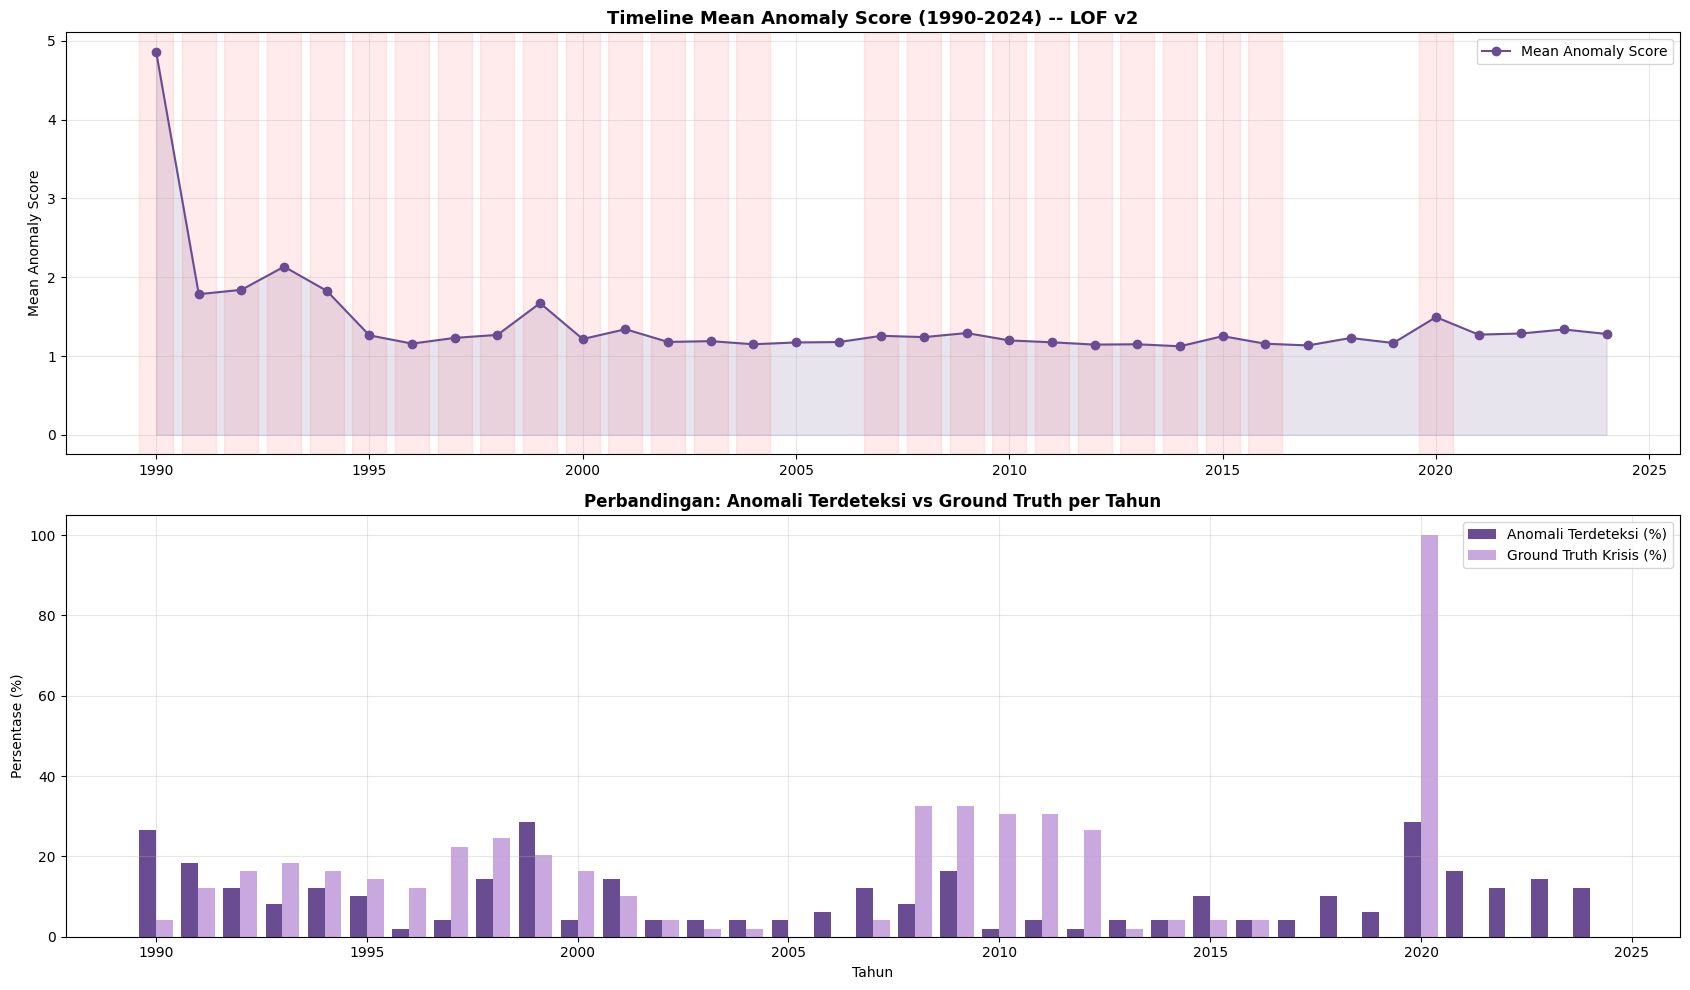 Timeline Mean Anomaly Score (1990-2024) -- LOF v2
Mean Anomaly Score
5
4
3
2
1
0
Mean Anomaly Score
1990 1995 2000 2005 2010 2015 2020 2025
Perbandingan: Anomali Terdeteksi vs Ground Truth per Tahun
Anomali Terdeteksi (%)
Ground Truth Krisis (%)
100
80
60
40
20
0
Persentase (%)
1990 1995 2000 2005 2010 2015 2020 2025
Tahun